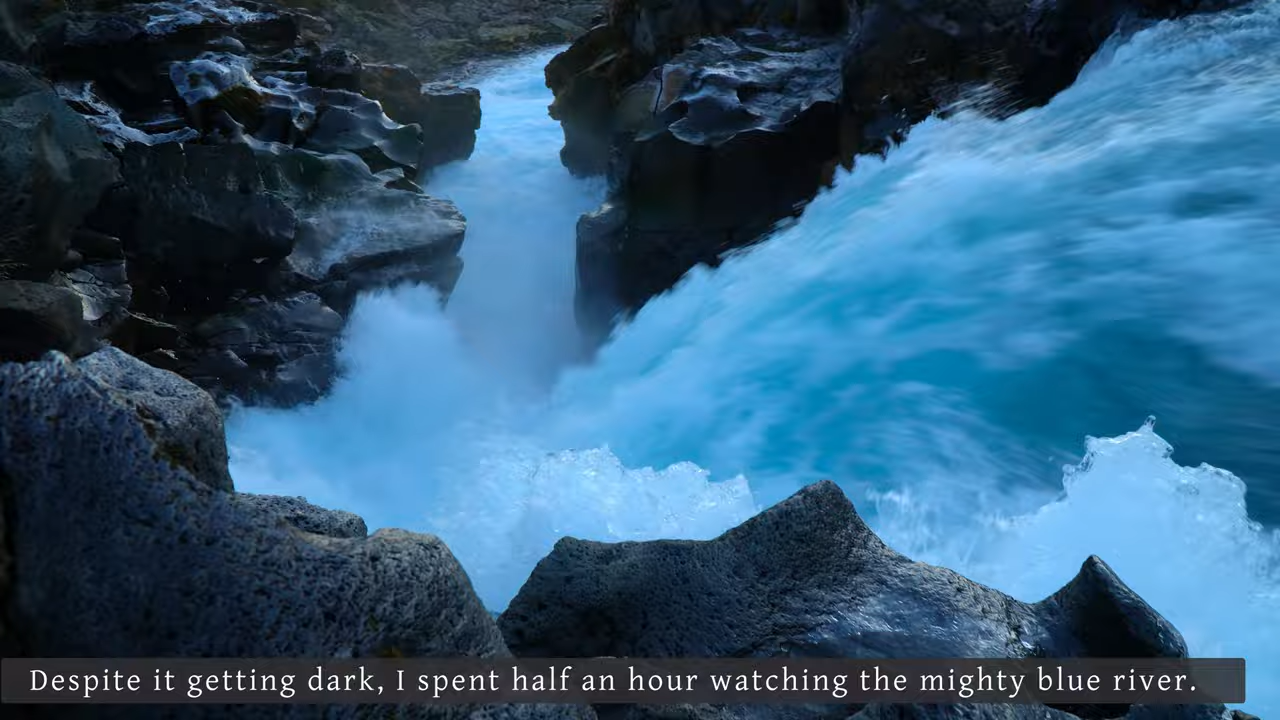 Despite it getting dark, I spent half an hour watching the mighty blue river.